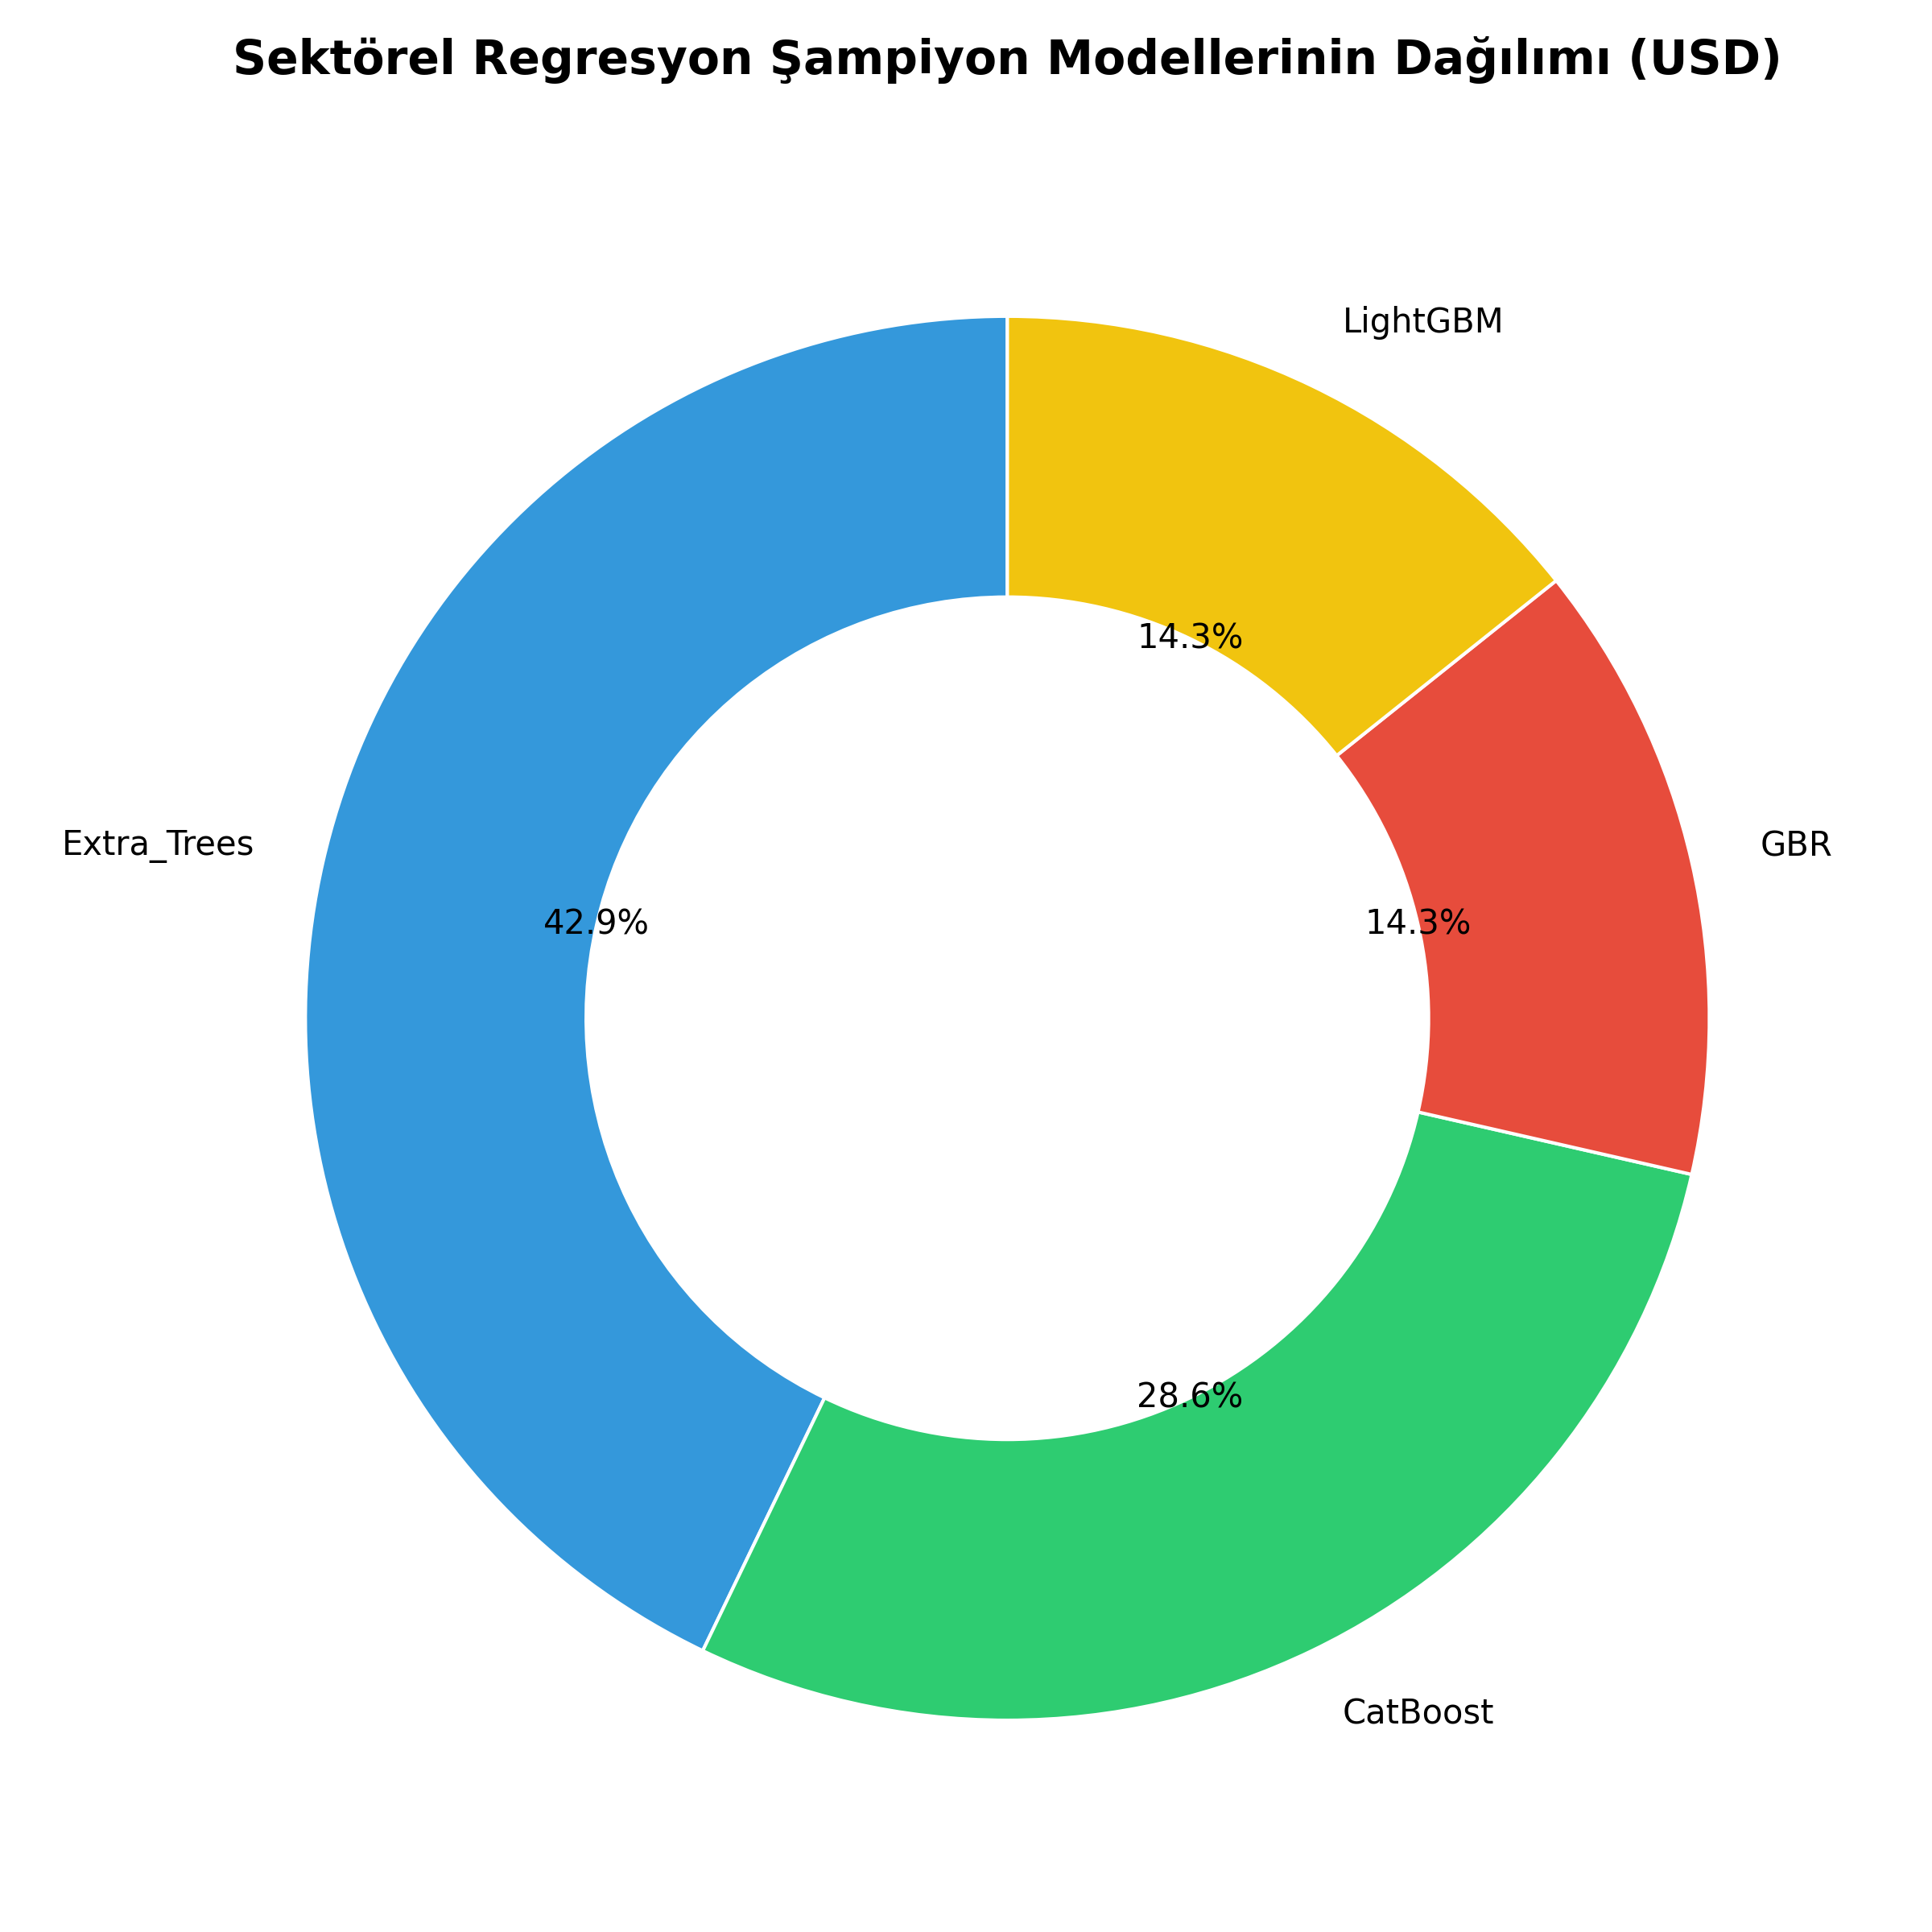 Sektörel Regresyon Şampiyon Modellerinin Dağılımı (USD)
LightGBM
14.3%
Extra_Trees
GBR
42.9%
14.3%
28.6%
CatBoost